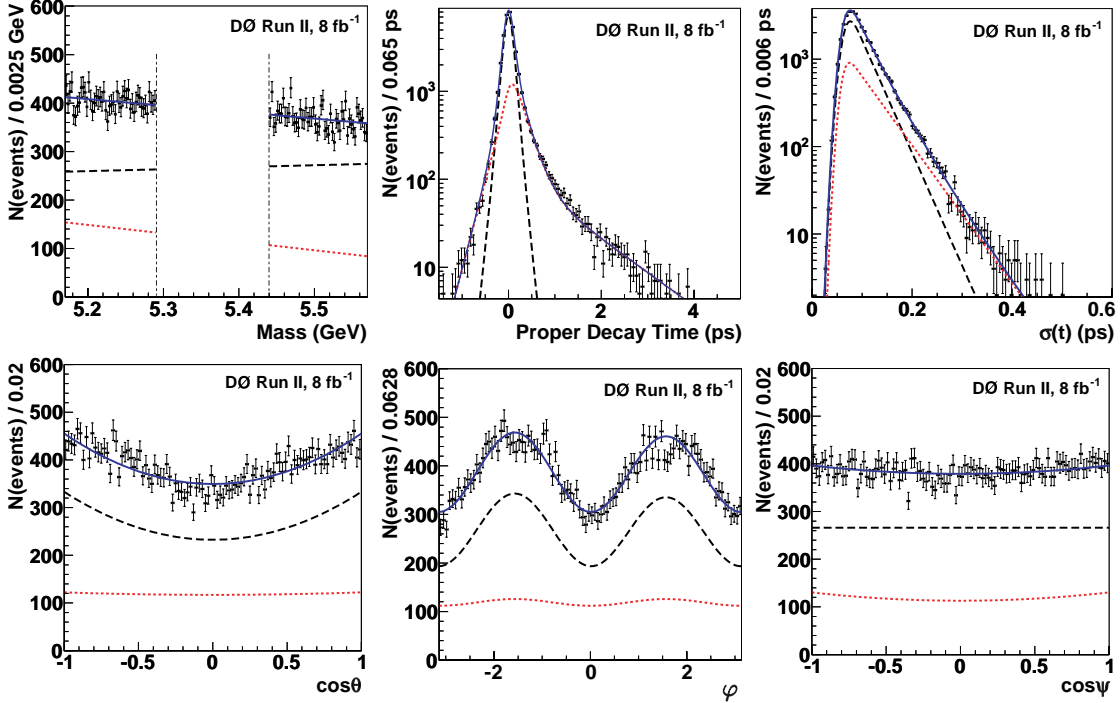 N(events) / 0.0025 GeV
600
500
400
300
200
100
0
DØ Run II, 8 fb-1
5.2 5.3 5.4 5.5
Mass (GeV)
N(events) / 0.065 ps
10³
10²
10
DØ Run II, 8 fb-1
0 2 4
Proper Decay Time (ps)
N(events) / 0.006 ps
10³
10²
10
DØ Run II, 8 fb-1
0 0.2 0.4 0.6
σ(t) (ps)
N(events) / 0.02
600
500
400
300
200
100
0
DØ Run II, 8 fb-1
-1 -0.5 0 0.5 1
cosθ
N(events) / 0.0628
600
500
400
300
200
100
0
DØ Run II, 8 fb-1
-2 0 2
φ
N(events) / 0.02
600
500
400
300
200
100
0
DØ Run II, 8 fb-1
-1 -0.5 0 0.5 1
cosψ